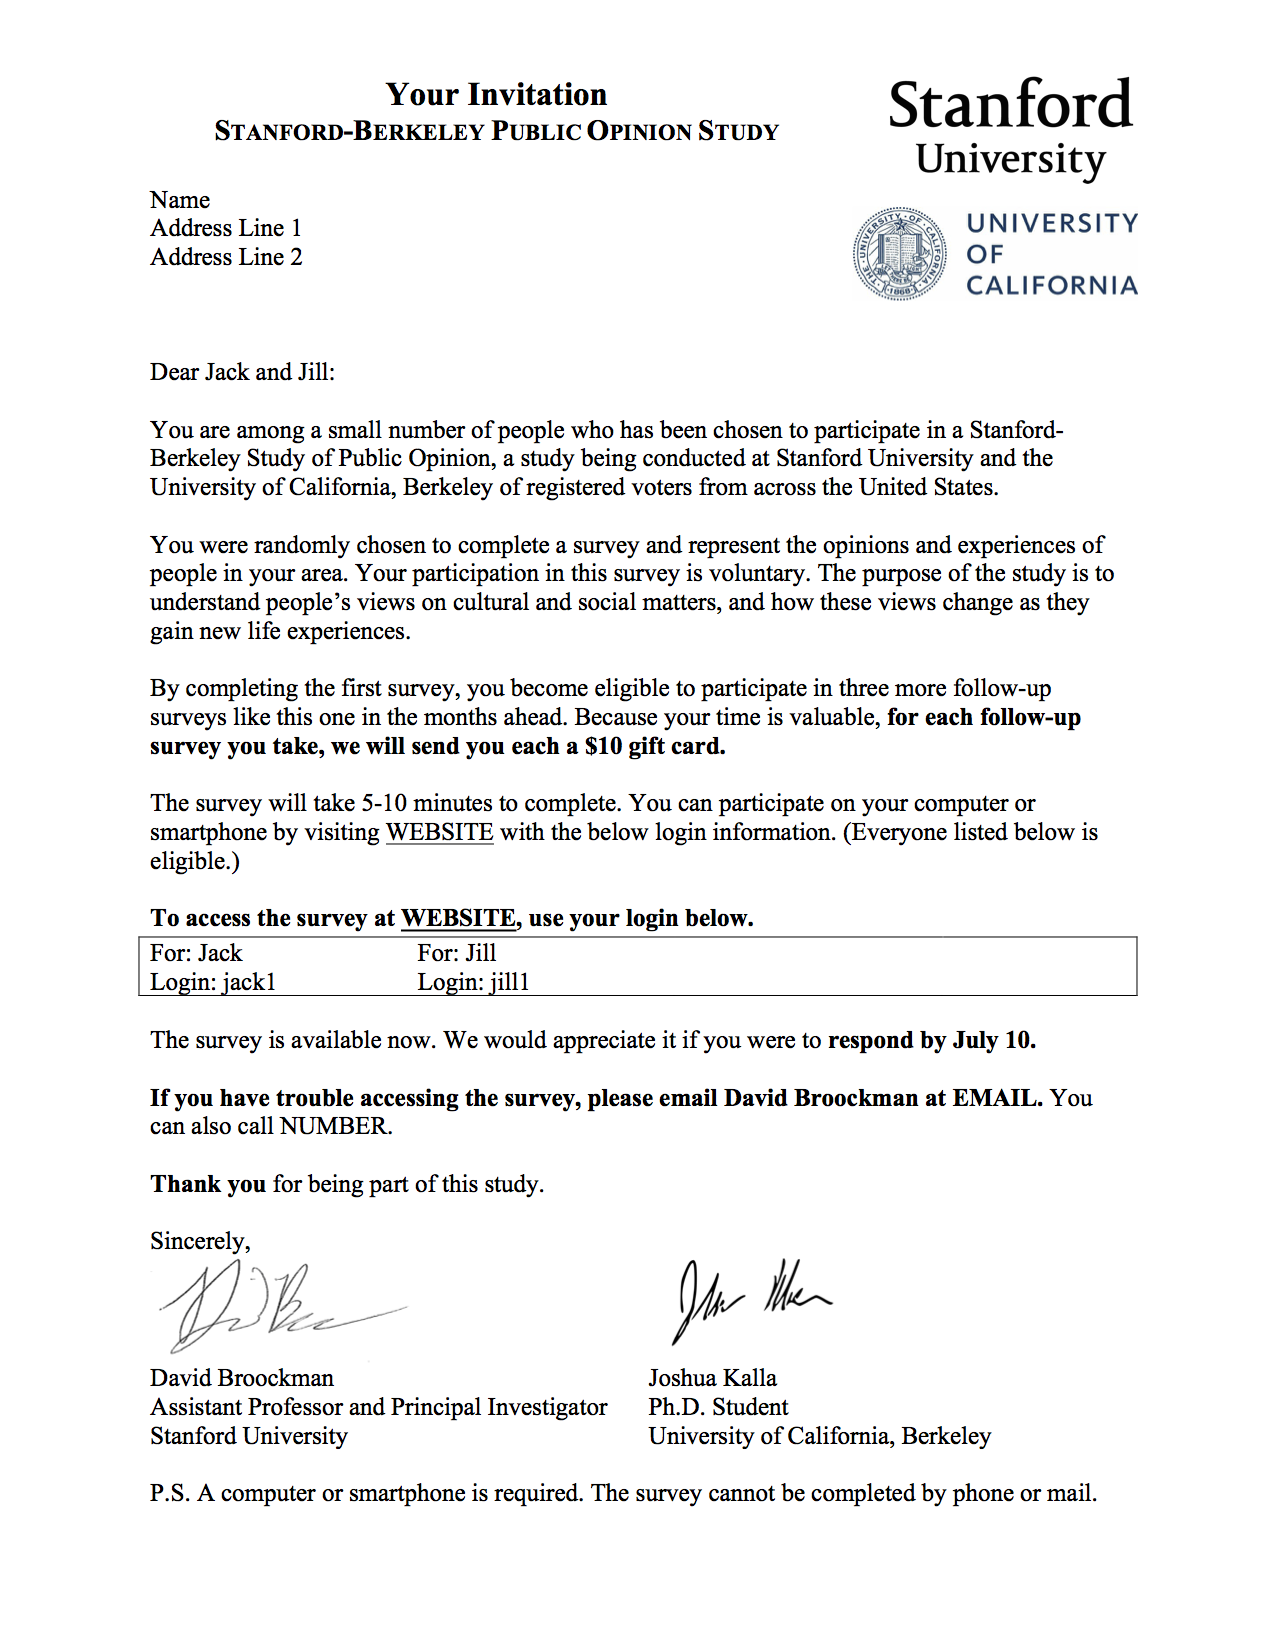 Your Invitation
STANFORD-BERKELEY PUBLIC OPINION STUDY
Stanford
University
UNIVERSITY
OF
CALIFORNIA
THE · UNIVERSITY · OF · CALIFORNIA
· 1868 ·
Name
Address Line 1
Address Line 2
Dear Jack and Jill:
You are among a small number of people who has been chosen to participate in a Stanford-
Berkeley Study of Public Opinion, a study being conducted at Stanford University and the
University of California, Berkeley of registered voters from across the United States.
You were randomly chosen to complete a survey and represent the opinions and experiences of
people in your area. Your participation in this survey is voluntary. The purpose of the study is to
understand people’s views on cultural and social matters, and how these views change as they
gain new life experiences.
By completing the first survey, you become eligible to participate in three more follow-up
surveys like this one in the months ahead. Because your time is valuable, for each follow-up
survey you take, we will send you each a $10 gift card.
The survey will take 5-10 minutes to complete. You can participate on your computer or
smartphone by visiting WEBSITE with the below login information. (Everyone listed below is
eligible.)
To access the survey at WEBSITE, use your login below.
For: Jack For: Jill
Login: jack1 Login: jill1
The survey is available now. We would appreciate it if you were to respond by July 10.
If you have trouble accessing the survey, please email David Broockman at EMAIL. You
can also call NUMBER.
Thank you for being part of this study.
Sincerely,
David Broockman Joshua Kalla
Assistant Professor and Principal Investigator Ph.D. Student
Stanford University University of California, Berkeley
P.S. A computer or smartphone is required. The survey cannot be completed by phone or mail.